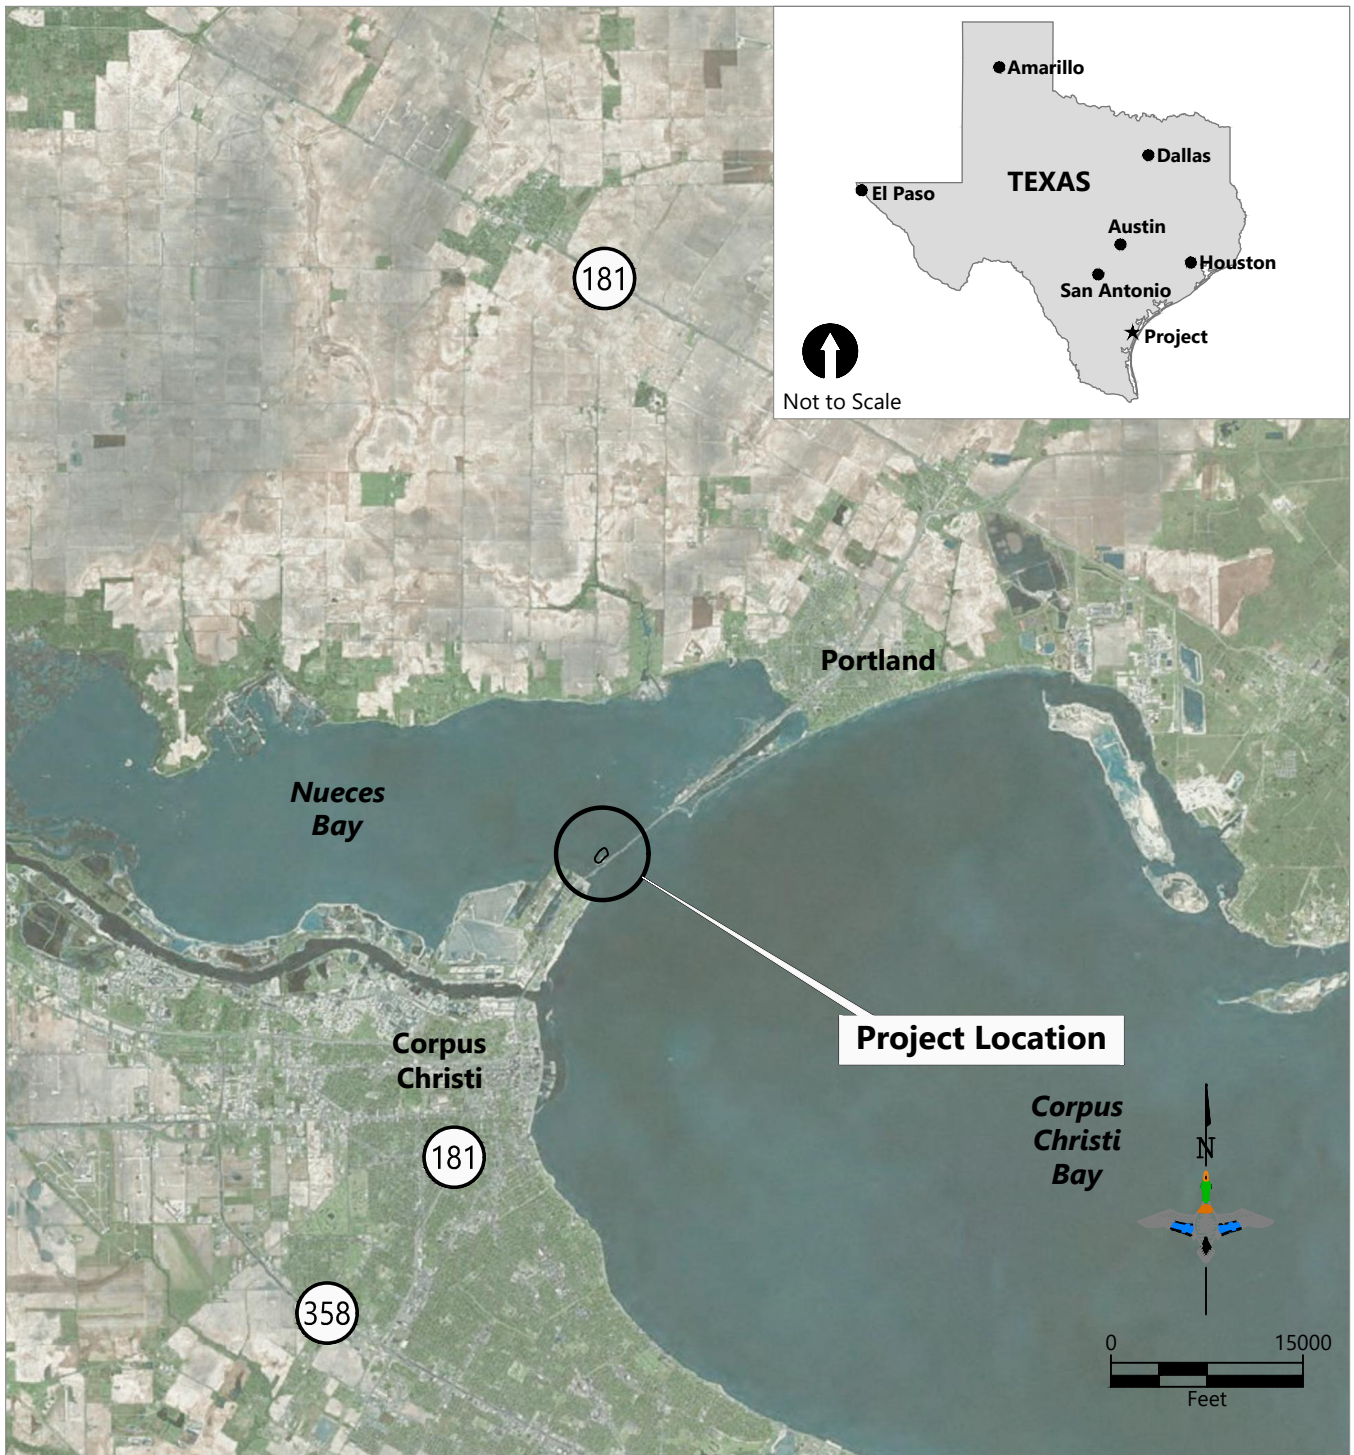 Amarillo
Dallas
TEXAS
El Paso
Austin
Houston
San Antonio
Project
Not to Scale
181
Portland
Nueces
Bay
Project Location
Corpus
Christi
Corpus
Christi
Bay
N
181
358
0 15000
Feet